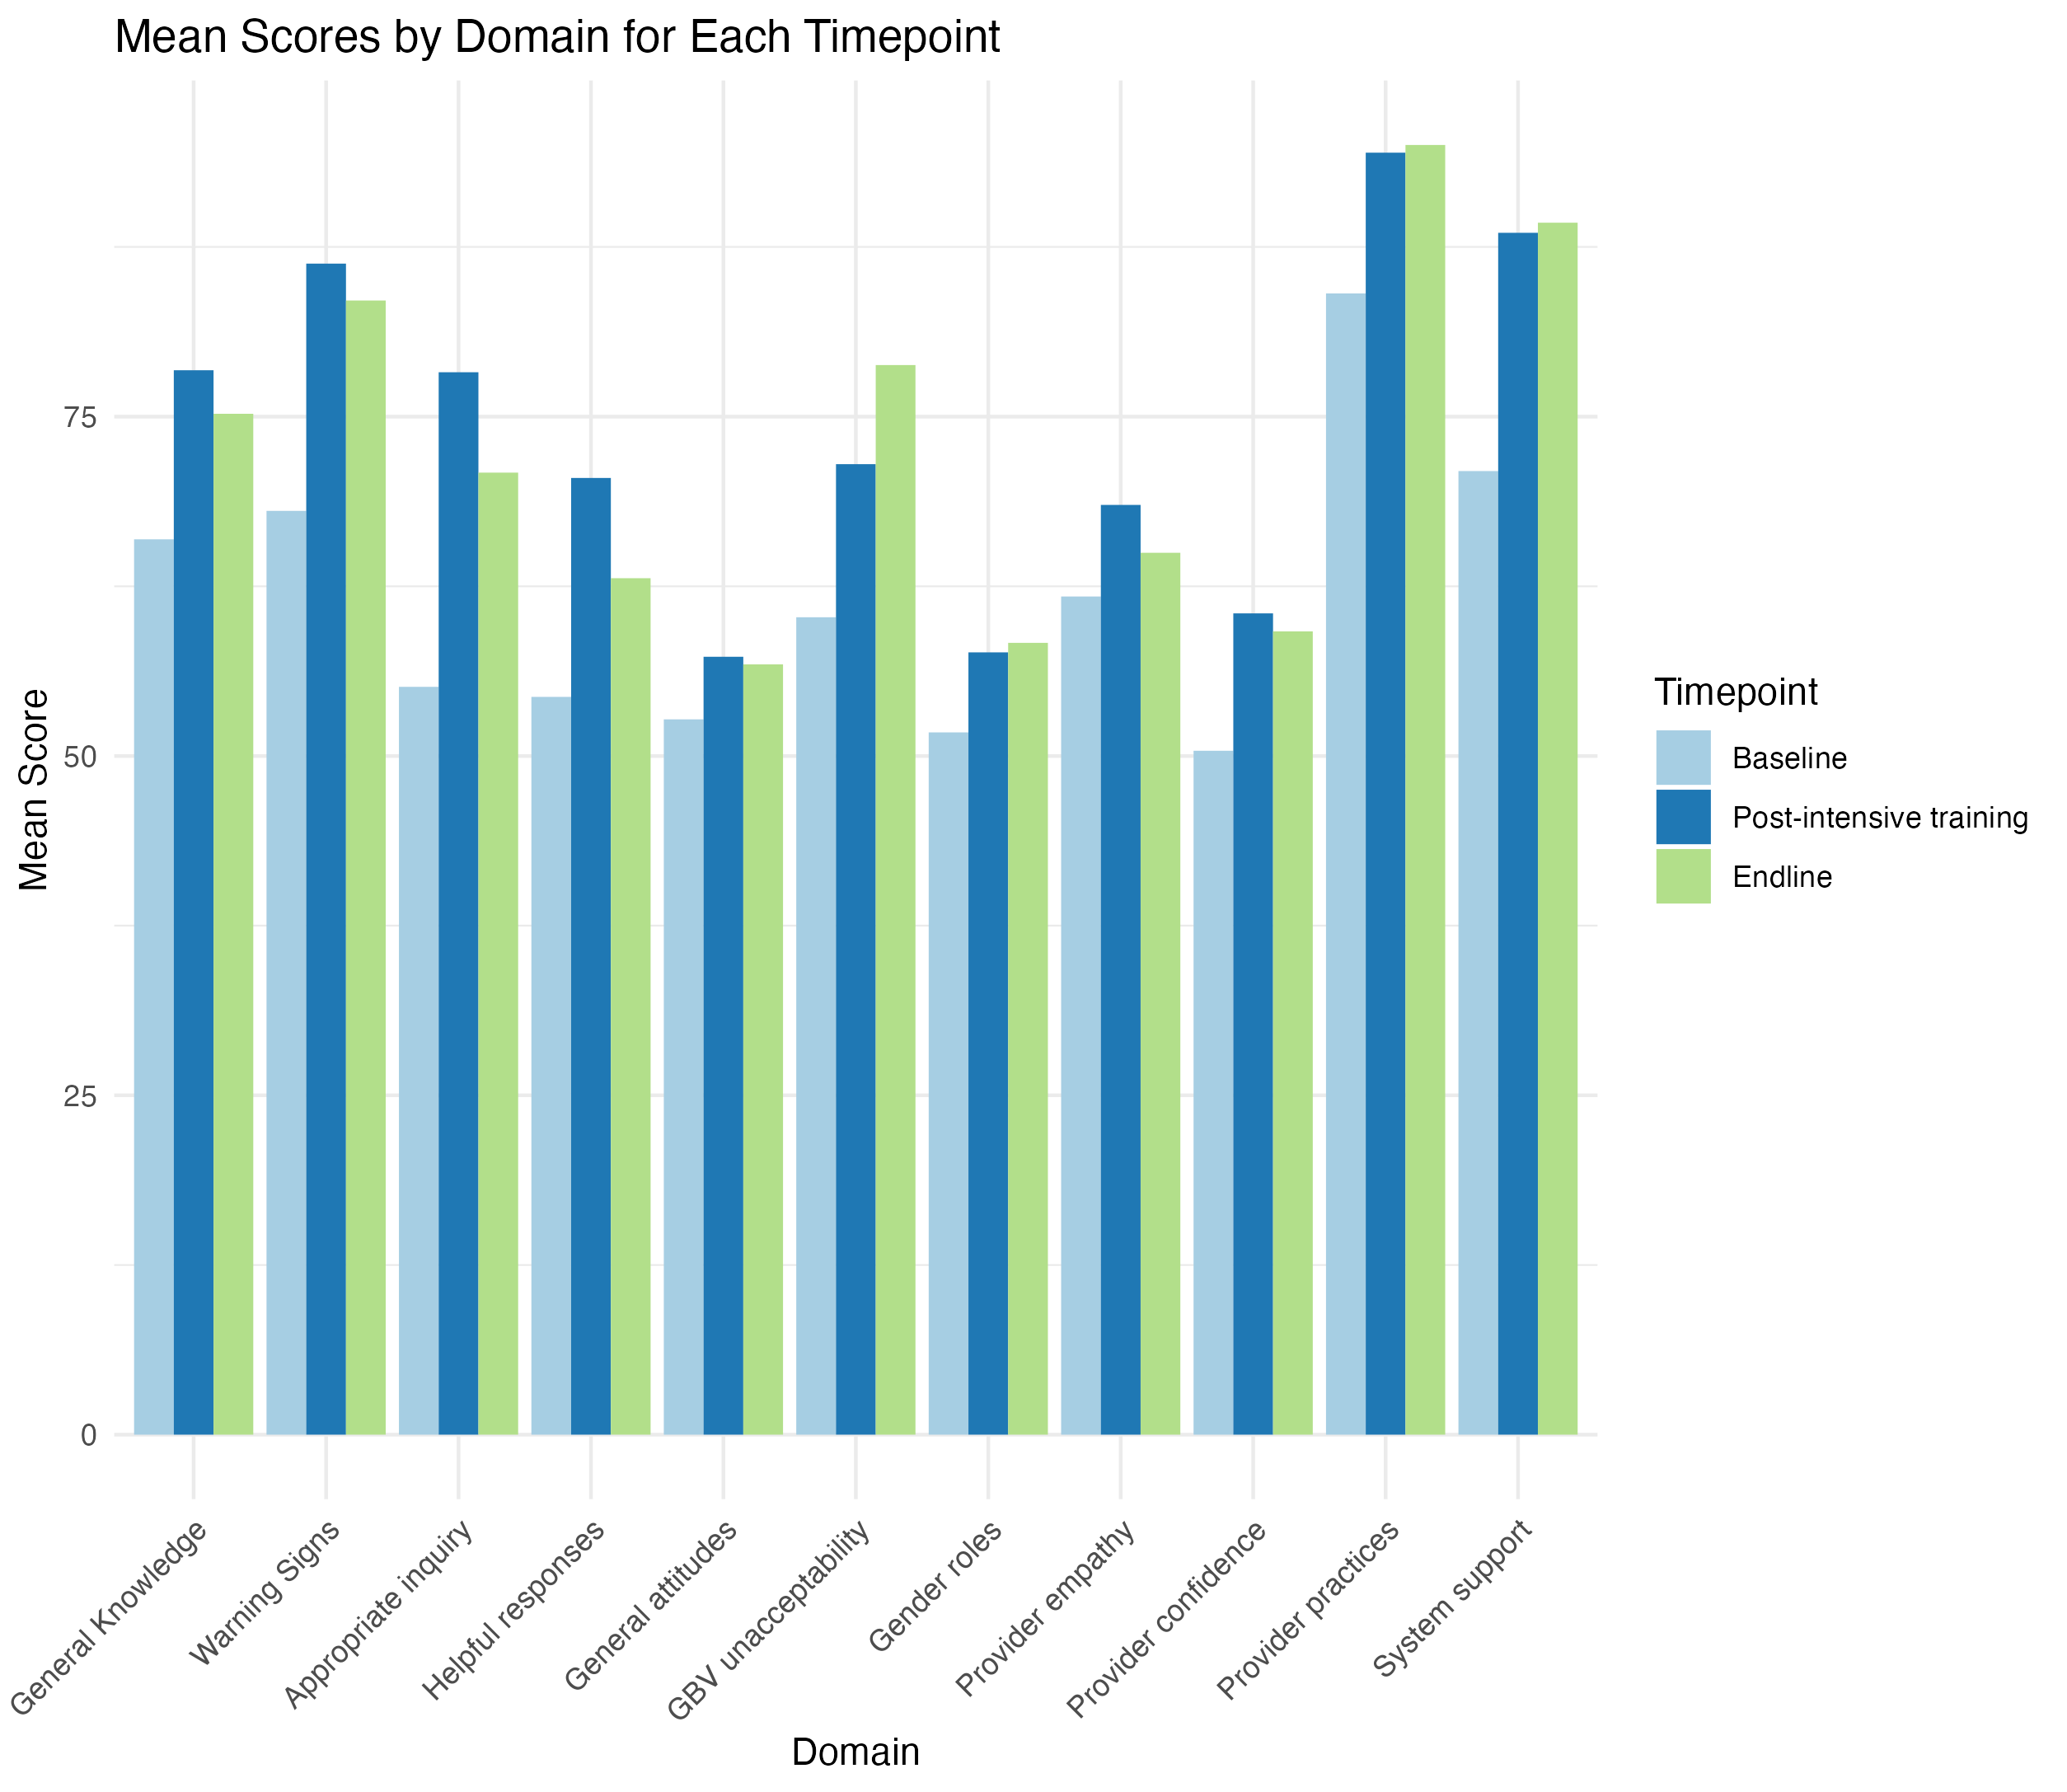 Mean Scores by Domain for Each Timepoint
Mean Score
75
50
25
0
General Knowledge
Warning Signs
Appropriate inquiry
Helpful responses
General attitudes
GBV unacceptability
Gender roles
Provider empathy
Provider confidence
Provider practices
System support
Domain
Timepoint
Baseline
Post-intensive training
Endline